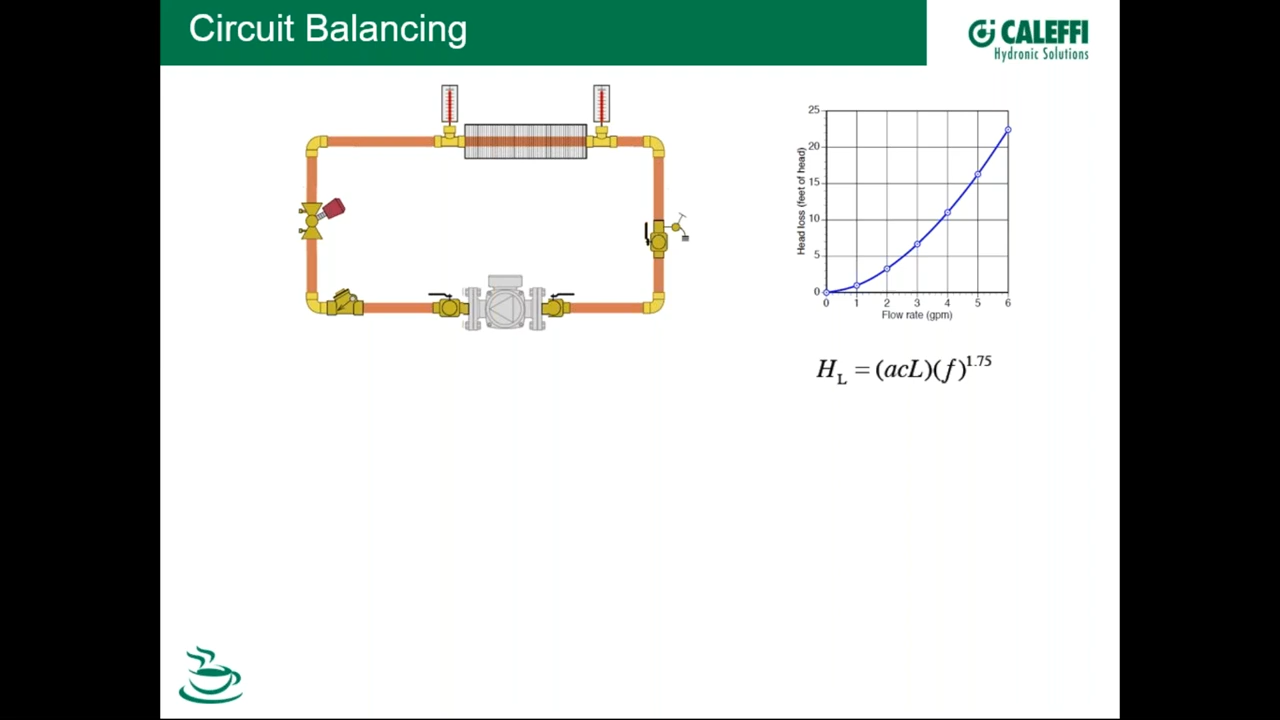 Circuit Balancing
CALEFFI
Hydronic Solutions
25
20
15
10
5
0
Head loss (feet of head)
0 1 2 3 4 5 6
Flow rate (gpm)
H_L = (acL)(f)^1.75